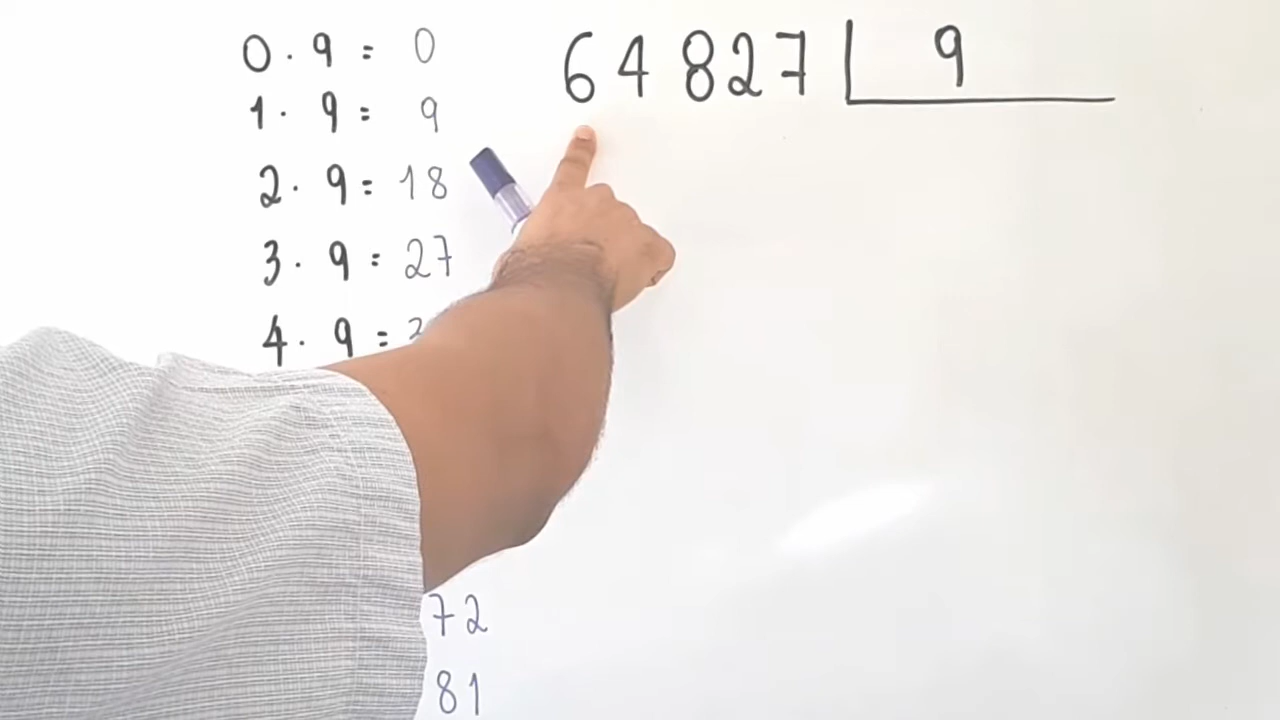 0 . 9 = 0
1 . 9 = 9
2 . 9 = 18
3 . 9 = 27
4 . 9 =
72
81
64827 | 9